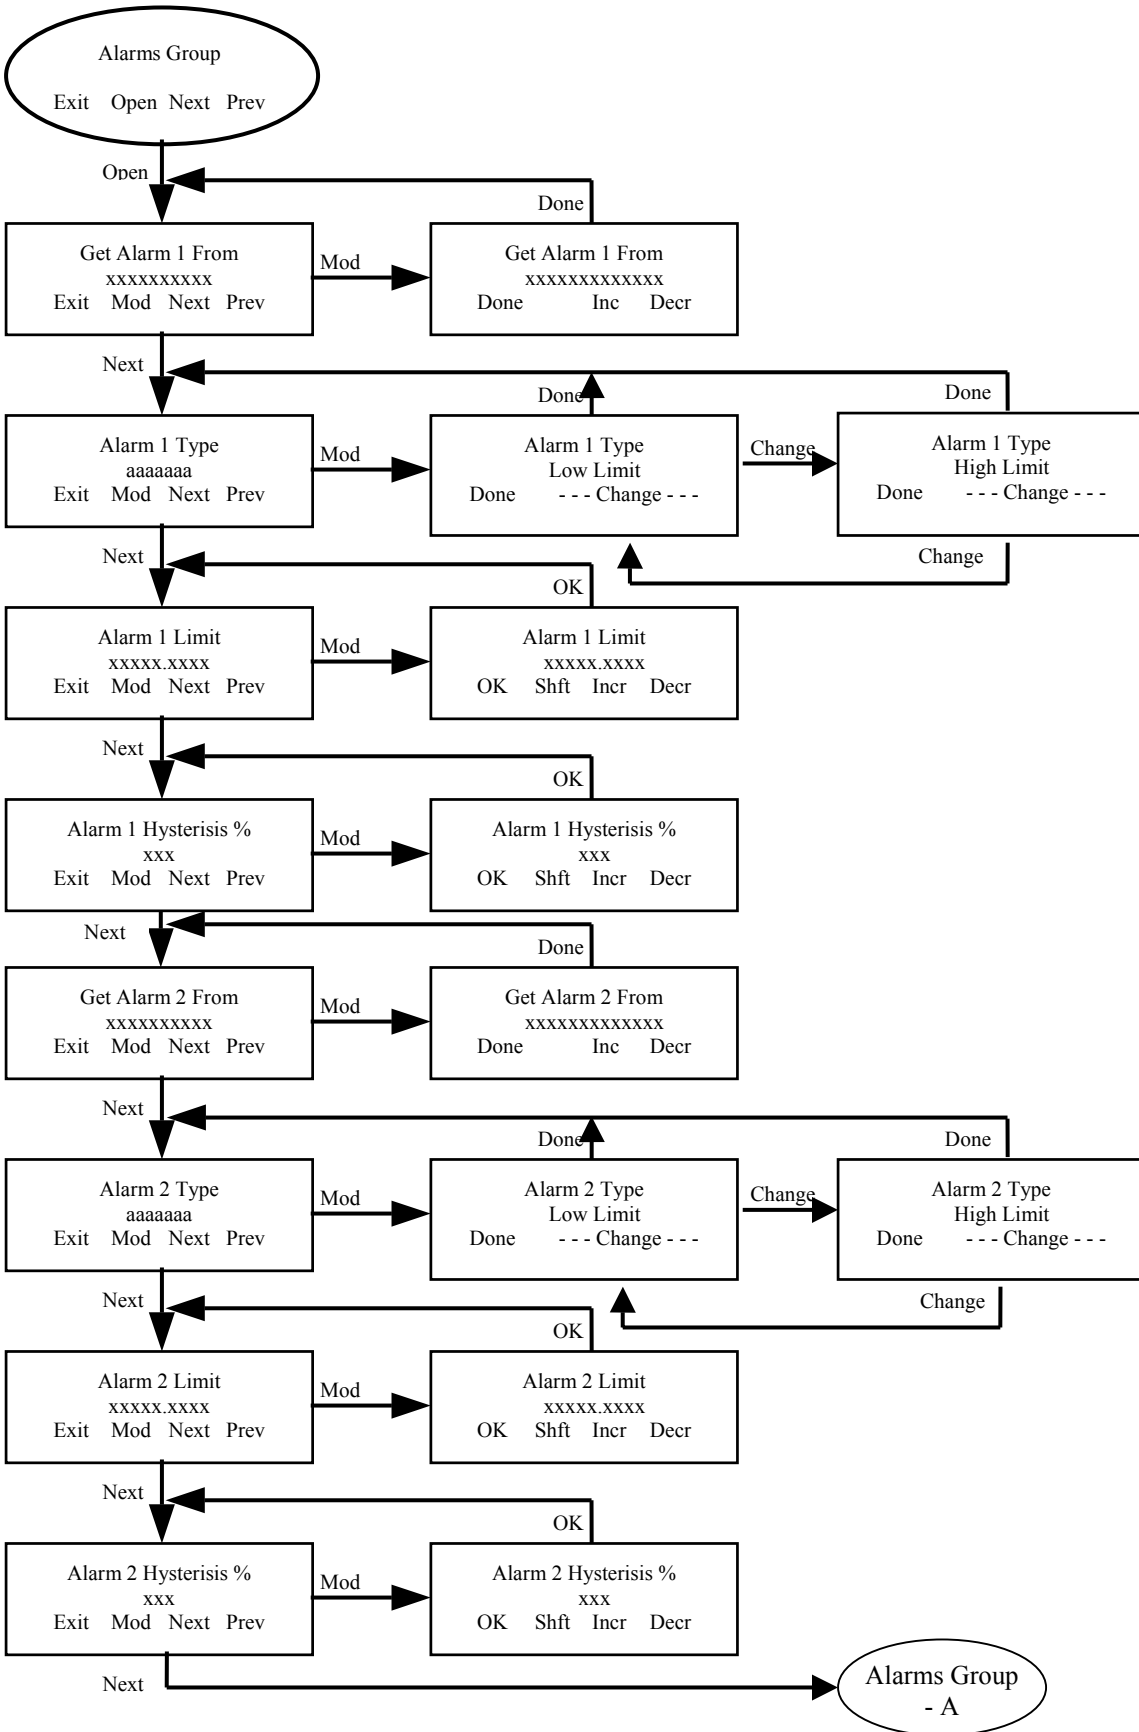 Alarms Group
Exit Open Next Prev
Open
Done
Get Alarm 1 From
xxxxxxxxxx
Exit Mod Next Prev
Mod
Get Alarm 1 From
xxxxxxxxxxxxx
Done Inc Decr
Next
Done
Done
Alarm 1 Type
aaaaaaa
Exit Mod Next Prev
Mod
Alarm 1 Type
Low Limit
Done - - - Change - - -
Change
Alarm 1 Type
High Limit
Done - - - Change - - -
Next
Change
OK
Alarm 1 Limit
xxxxx.xxxx
Exit Mod Next Prev
Mod
Alarm 1 Limit
xxxxx.xxxx
OK Shft Incr Decr
Next
OK
Alarm 1 Hysterisis %
xxx
Exit Mod Next Prev
Mod
Alarm 1 Hysterisis %
xxx
OK Shft Incr Decr
Next
Done
Get Alarm 2 From
xxxxxxxxxx
Exit Mod Next Prev
Mod
Get Alarm 2 From
xxxxxxxxxxxxx
Done Inc Decr
Next
Done
Done
Alarm 2 Type
aaaaaaa
Exit Mod Next Prev
Mod
Alarm 2 Type
Low Limit
Done - - - Change - - -
Change
Alarm 2 Type
High Limit
Done - - - Change - - -
Next
Change
OK
Alarm 2 Limit
xxxxx.xxxx
Exit Mod Next Prev
Mod
Alarm 2 Limit
xxxxx.xxxx
OK Shft Incr Decr
Next
OK
Alarm 2 Hysterisis %
xxx
Exit Mod Next Prev
Mod
Alarm 2 Hysterisis %
xxx
OK Shft Incr Decr
Next
Alarms Group
- A